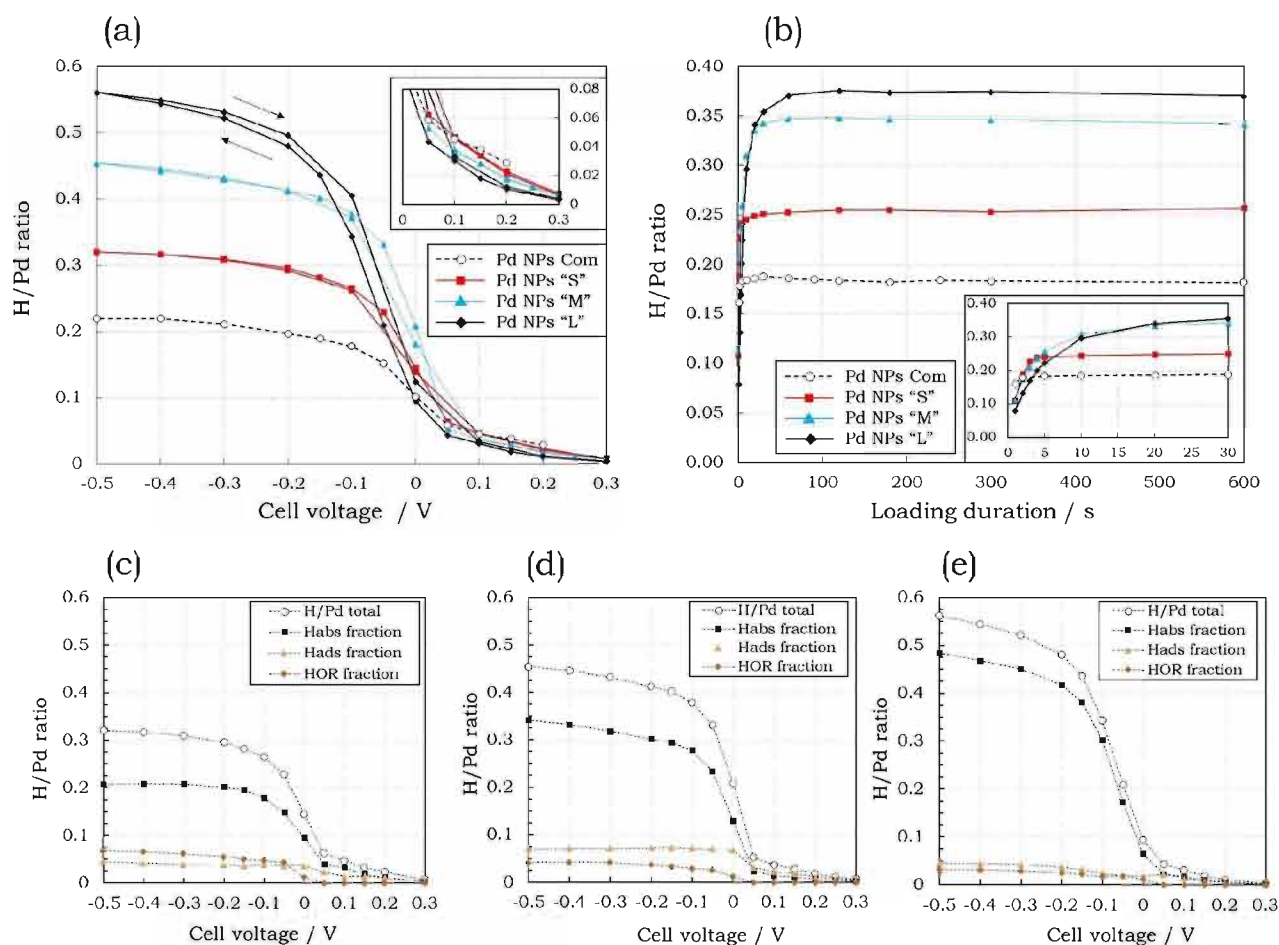 (a)
0.6
0.5
0.4
0.3
0.2
0.1
0
H/Pd ratio
-0.5 -0.4 -0.3 -0.2 -0.1 0 0.1 0.2 0.3
Cell voltage / V
0.08
0.06
0.04
0.02
0
0 0.1 0.2 0.3
Pd NPs Com
Pd NPs “S”
Pd NPs “M”
Pd NPs “L”
(b)
0.40
0.35
0.30
0.25
0.20
0.15
0.10
0.05
0.00
H/Pd ratio
0 100 200 300 400 500 600
Loading duration / s
Pd NPs Com
Pd NPs “S”
Pd NPs “M”
Pd NPs “L”
0.40
0.30
0.20
0.10
0.00
0 5 10 15 20 25 30
(c)
0.6
0.5
0.4
0.3
0.2
0.1
0
H/Pd ratio
-0.5 -0.4 -0.3 -0.2 -0.1 0 0.1 0.2 0.3
Cell voltage / V
H/Pd total
Habs fraction
Hads fraction
HOR fraction
(d)
0.6
0.5
0.4
0.3
0.2
0.1
0
H/Pd ratio
-0.5 -0.4 -0.3 -0.2 -0.1 0 0.1 0.2 0.3
Cell voltage / V
H/Pd total
Habs fraction
Hads fraction
HOR fraction
(e)
0.6
0.5
0.4
0.3
0.2
0.1
0
H/Pd ratio
-0.5 -0.4 -0.3 -0.2 -0.1 0 0.1 0.2 0.3
Cell voltage / V
H/Pd total
Habs fraction
Hads fraction
HOR fraction